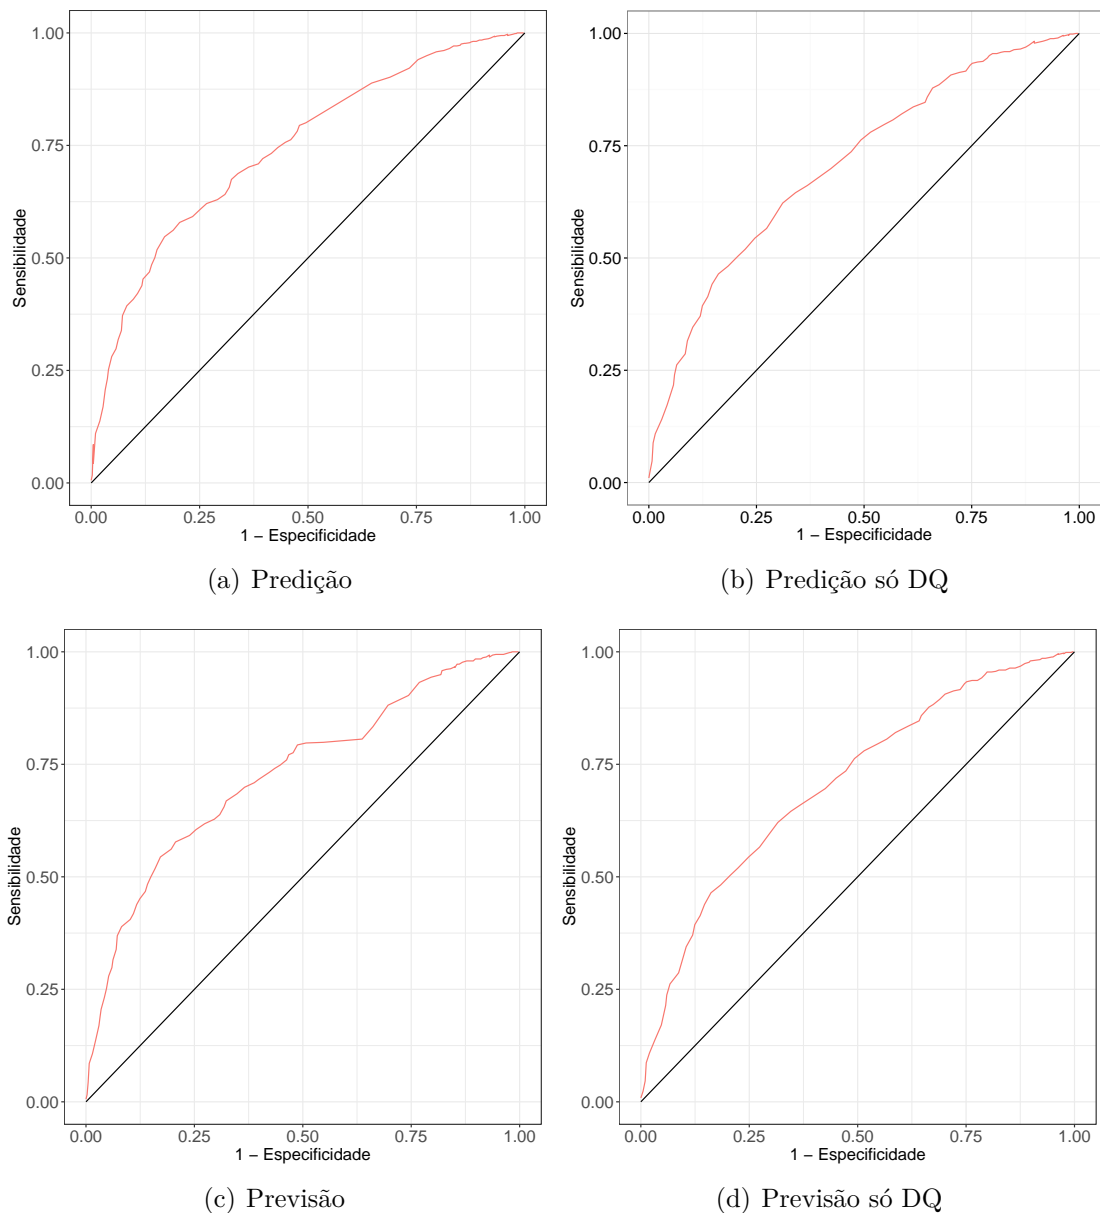 1.00
0.75
0.50
0.25
0.00
Sensibilidade
0.00 0.25 0.50 0.75 1.00
1 − Especificidade
(a) Predição
1.00
0.75
0.50
0.25
0.00
Sensibilidade
0.00 0.25 0.50 0.75 1.00
1 − Especificidade
(b) Predição só DQ
1.00
0.75
0.50
0.25
0.00
Sensibilidade
0.00 0.25 0.50 0.75 1.00
1 − Especificidade
(c) Previsão
1.00
0.75
0.50
0.25
0.00
Sensibilidade
0.00 0.25 0.50 0.75 1.00
1 − Especificidade
(d) Previsão só DQ